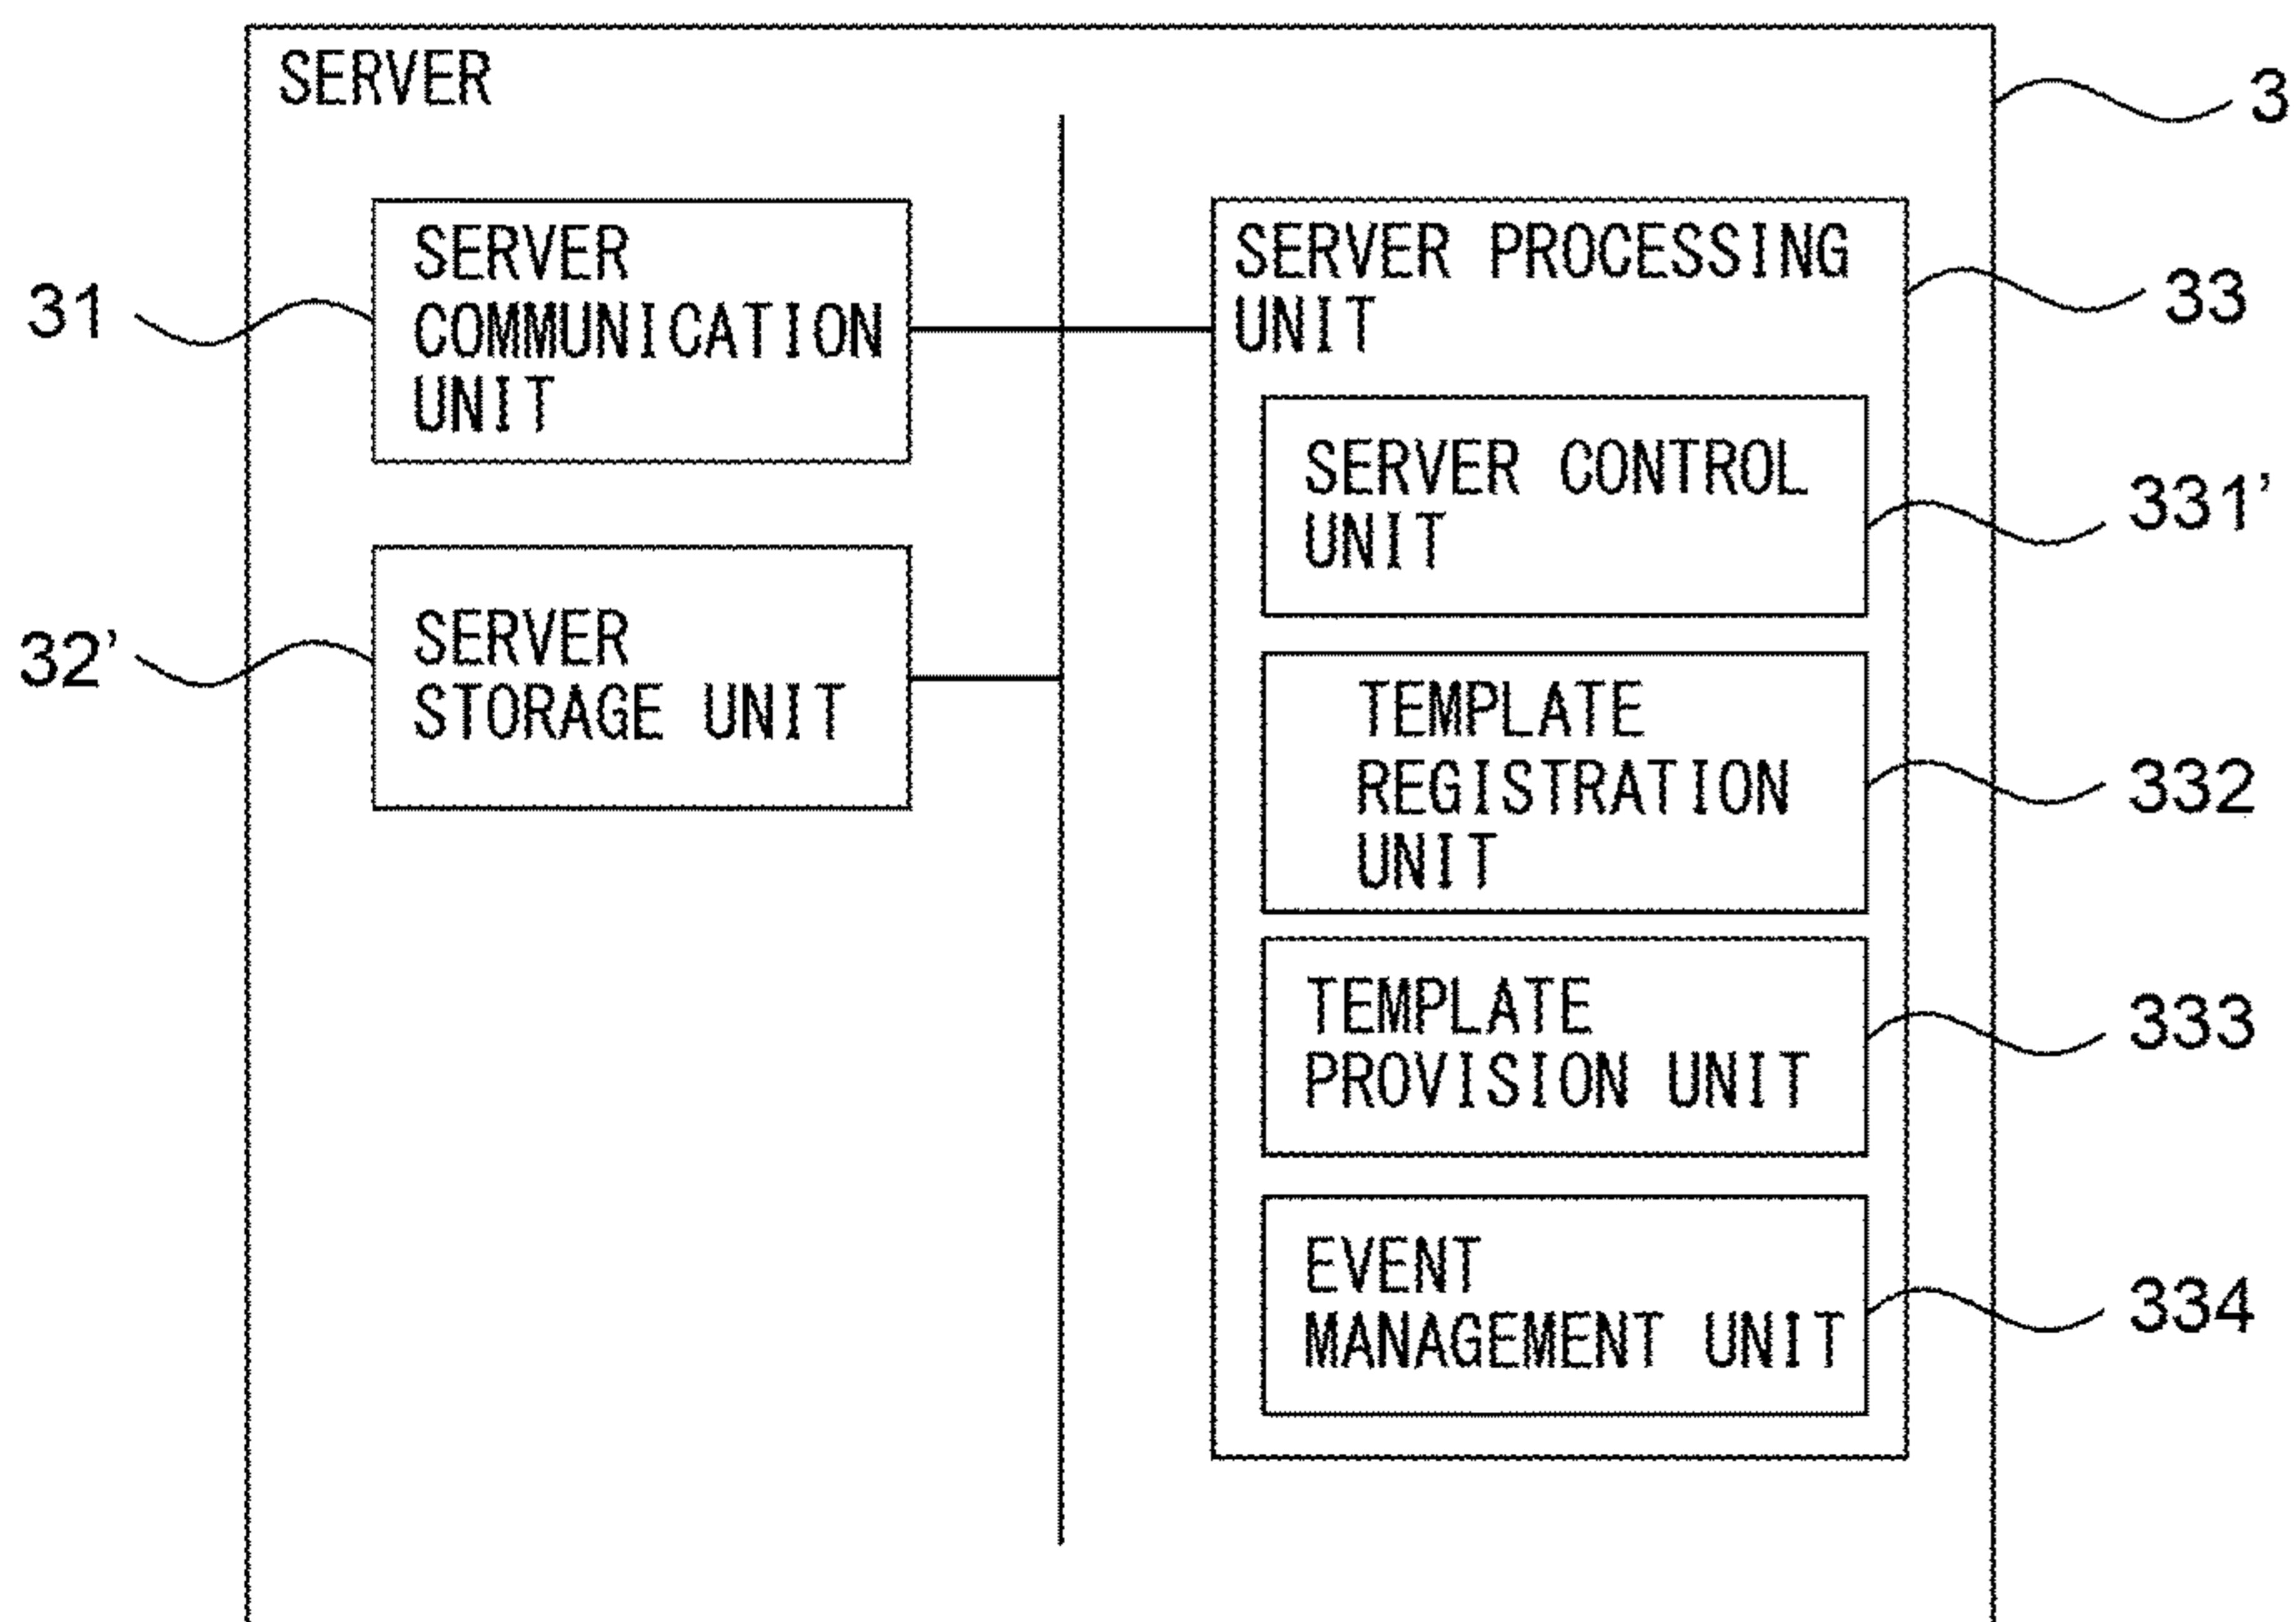 SERVER
3
31
SERVER
COMMUNICATION
UNIT
32’
SERVER
STORAGE UNIT
SERVER PROCESSING
UNIT
33
SERVER CONTROL
UNIT
331’
TEMPLATE
REGISTRATION
UNIT
332
TEMPLATE
PROVISION UNIT
333
EVENT
MANAGEMENT UNIT
334